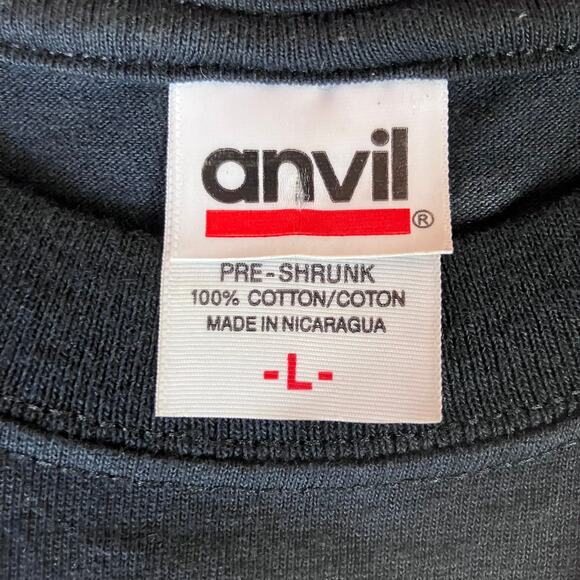 anvil®
PRE-SHRUNK
100% COTTON/COTON
MADE IN NICARAGUA
-L-